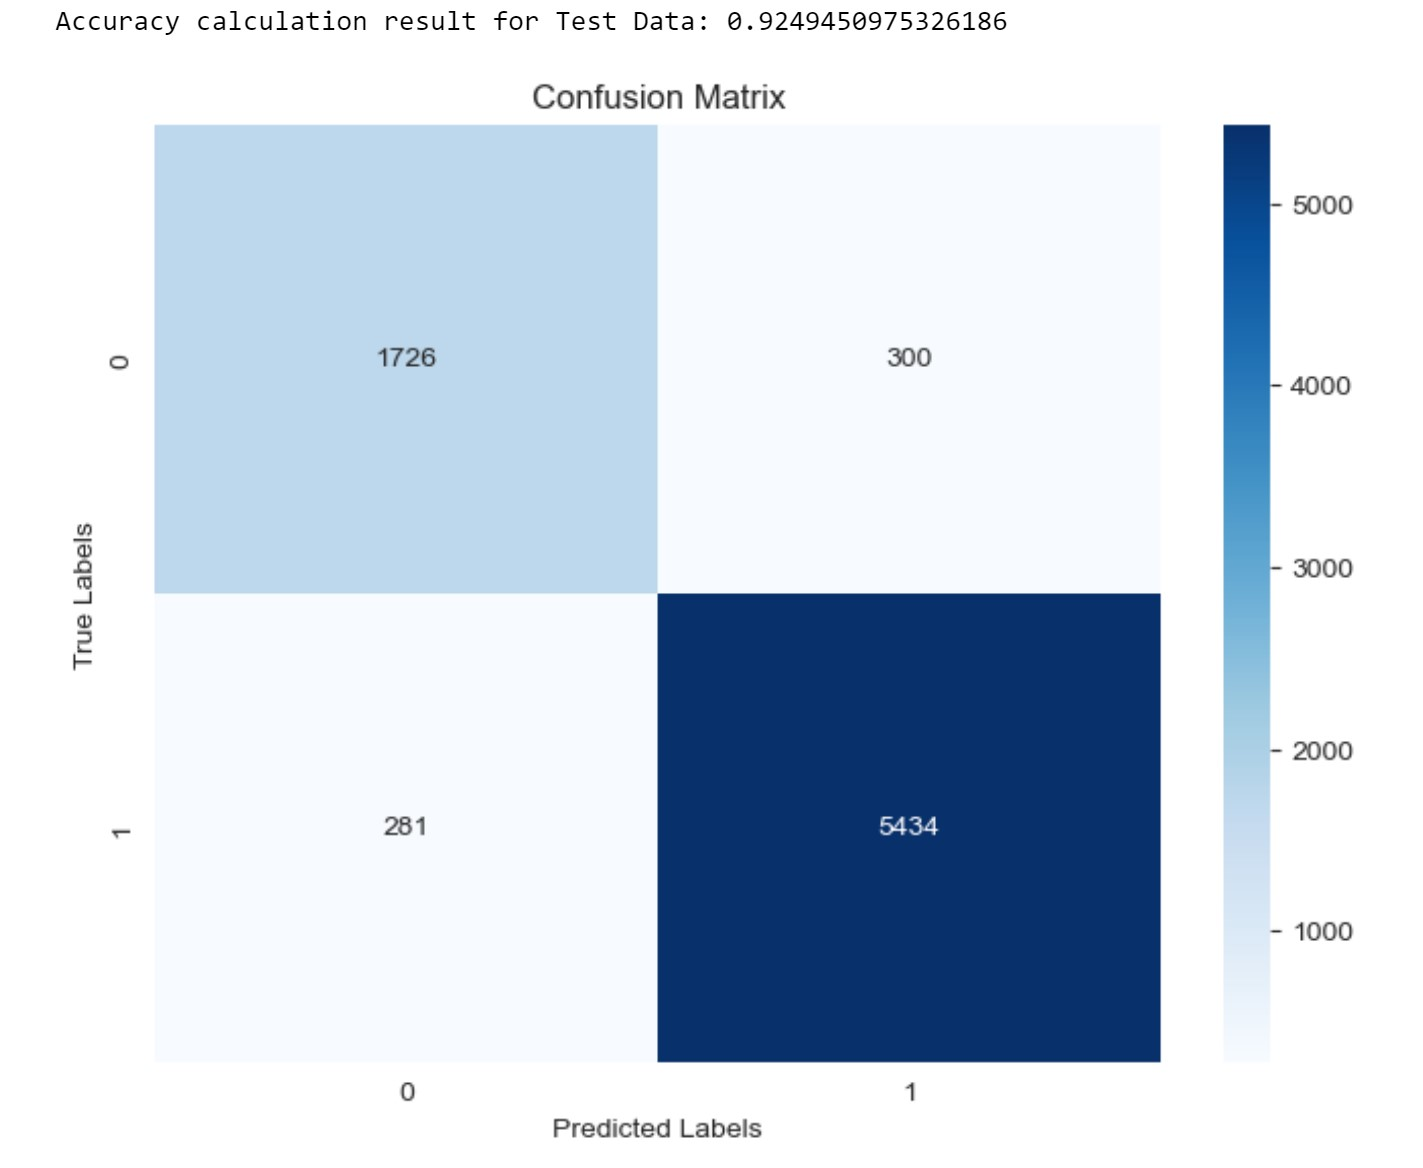 Accuracy calculation result for Test Data: 0.9249450975326186
Confusion Matrix
5000
1726 300
0
4000
True Labels
3000
2000
281 5434
1
1000
0 1
Predicted Labels